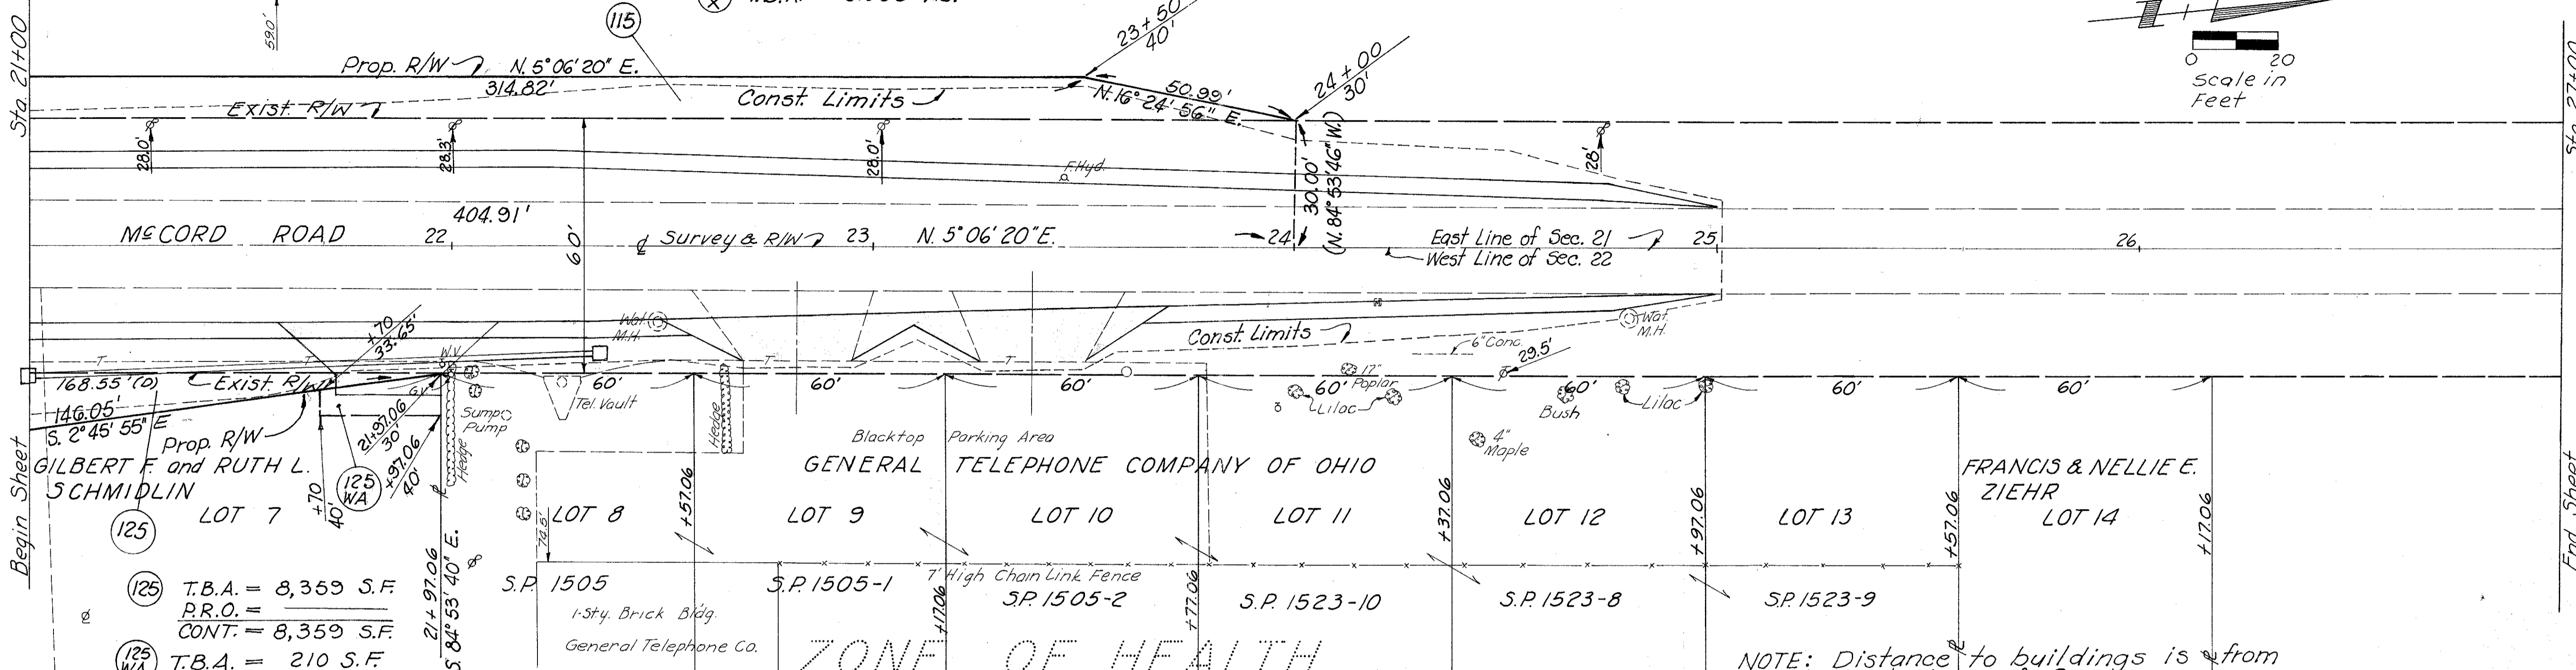 Sta. 21+00
590'
115
23+50
40'
24+00
30'
Prop. R/W N. 5°06'20" E.
314.82'
Exist. R/W
Const. Limits
50.99'
N. 16° 24' 56" E.
0 20
Scale in
Feet
Sta. 27+00
28.0'
28.3'
28.0'
28'
F. Hyd.
30.00'
(N. 84° 53' 46" W.)
404.91'
McCORD ROAD
22
60'
℄ Survey & R/W
23
N. 5°06'20" E.
24
East Line of Sec. 21
West Line of Sec. 22
25
26
+70
33.65'
Wat.
M.H.
W.V.
T T T T
Const. Limits
Wat.
M.H.
6" Conc.
29.5'
168.55' (D)
Exist. R/W
146.05'
S. 2° 45' 55" E
Prop. R/W
G.V.
21+97.06
30'
+97.06
40'
Hedge
Sump
Pump
Tel. Vault
Hedge
60' 60' 60' 60' 60' 60' 60'
17"
Poplar
Lilac
Bush
Lilac
4"
Maple
Blacktop Parking Area
GENERAL TELEPHONE COMPANY OF OHIO
GILBERT F. and RUTH L.
SCHMIDLIN
FRANCIS & NELLIE E.
ZIEHR
Begin Sheet
End Sheet
125
125
WA
+70
40'
LOT 7
LOT 8
LOT 9
LOT 10
LOT 11
LOT 12
LOT 13
LOT 14
74.5'
21+97.06
S. 84° 53' 40" E.
+57.06
+17.06
+77.06
+37.06
+97.06
+57.06
+17.06
S.P. 1505
S.P. 1505-1
7' High Chain Link Fence
S.P. 1505-2
S.P. 1523-10
S.P. 1523-8
S.P. 1523-9
1-Sty. Brick Bldg.
General Telephone Co.
125 T.B.A. = 8,359 S.F.
P.R.O. =
CONT. = 8,359 S.F.
125
WA T.B.A. = 210 S.F.
ZONE OF HEALTH
NOTE: Distance to buildings is from